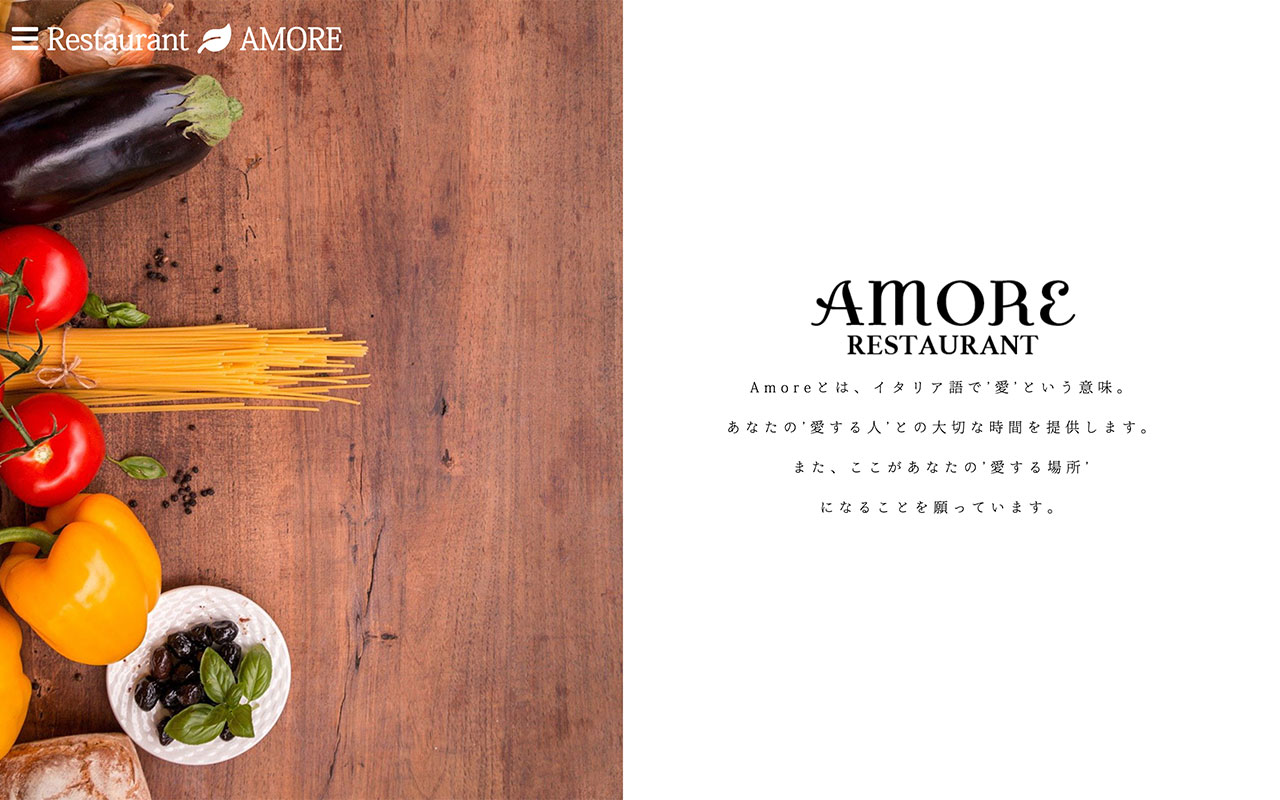 Restaurant AMORE
AMORE
RESTAURANT
Amoreとは、イタリア語で’愛’という意味。
あなたの’愛する人’との大切な時間を提供します。
また、ここがあなたの’愛する場所’
になることを願っています。